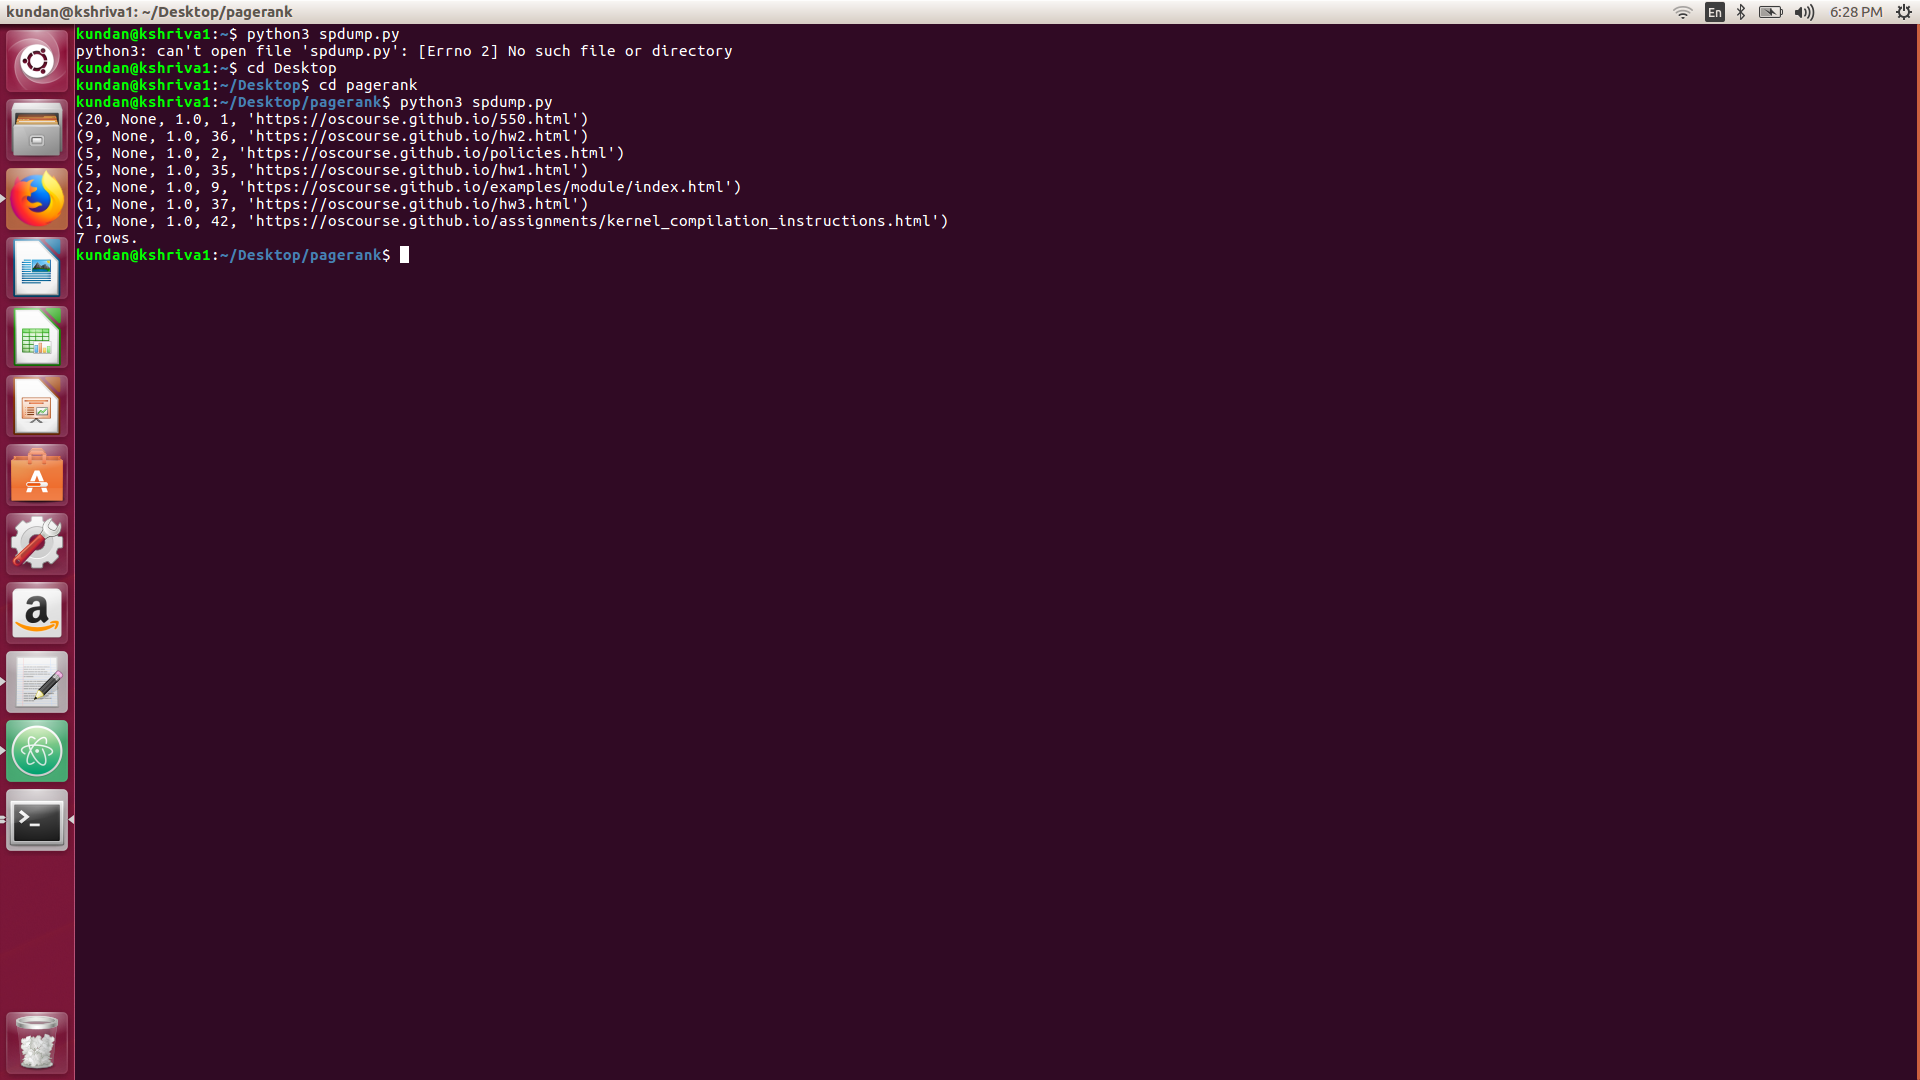 kundan@kshriva1: ~/Desktop/pagerank
En
6:28 PM
kundan@kshriva1:~$ python3 spdump.py
python3: can't open file 'spdump.py': [Errno 2] No such file or directory
kundan@kshriva1:~$ cd Desktop
kundan@kshriva1:~/Desktop$ cd pagerank
kundan@kshriva1:~/Desktop/pagerank$ python3 spdump.py
(20, None, 1.0, 1, 'https://oscourse.github.io/550.html')
(9, None, 1.0, 36, 'https://oscourse.github.io/hw2.html')
(5, None, 1.0, 2, 'https://oscourse.github.io/policies.html')
(5, None, 1.0, 35, 'https://oscourse.github.io/hw1.html')
(2, None, 1.0, 9, 'https://oscourse.github.io/examples/module/index.html')
(1, None, 1.0, 37, 'https://oscourse.github.io/hw3.html')
(1, None, 1.0, 42, 'https://oscourse.github.io/assignments/kernel_compilation_instructions.html')
7 rows.
kundan@kshriva1:~/Desktop/pagerank$